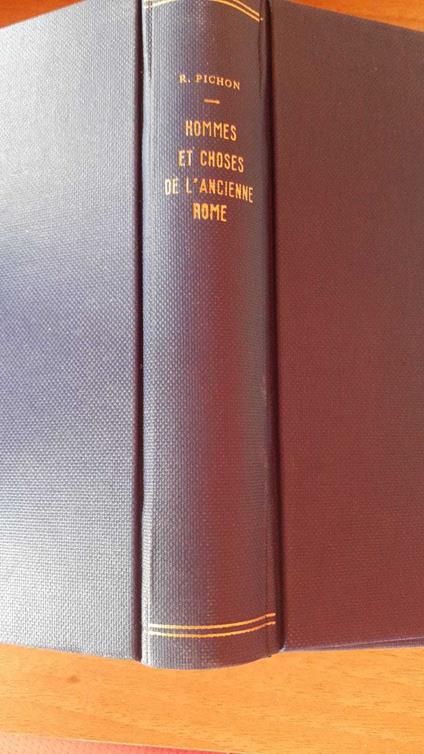 R. PICHON
HOMMES
ET CHOSES
DE L'ANCIENNE
ROME